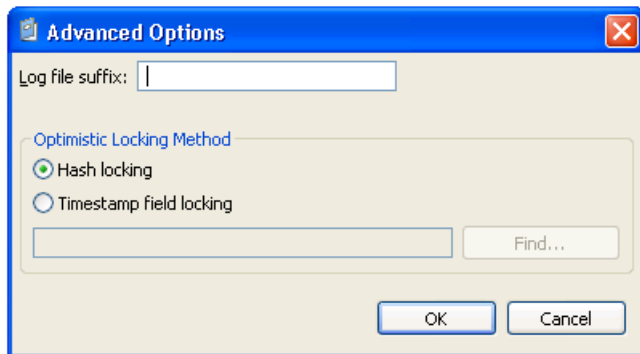 Advanced Options
Log file suffix:
Optimistic Locking Method
Hash locking
Timestamp field locking
Find...
OK Cancel